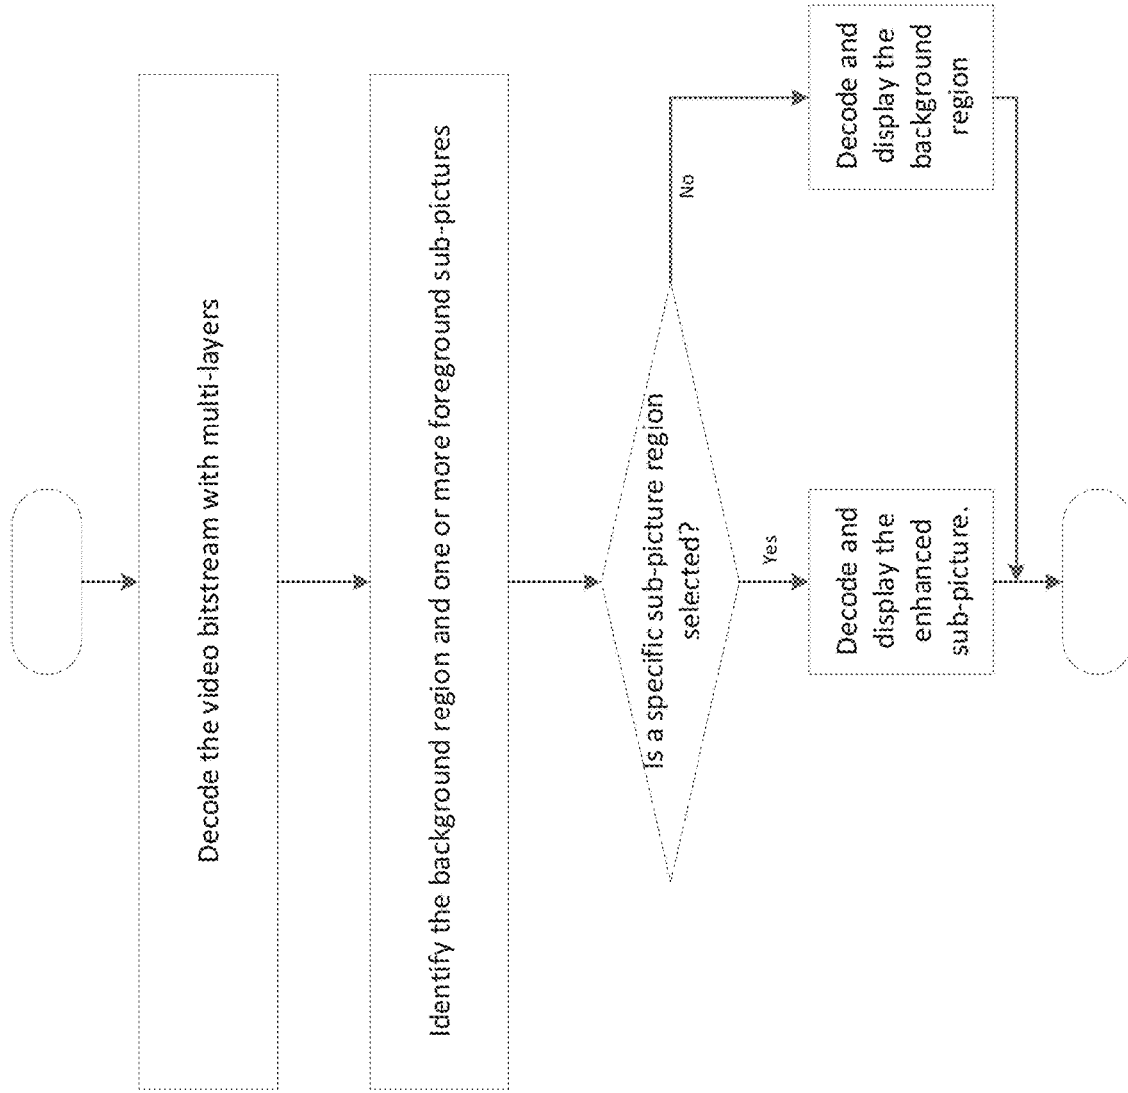 Decode the video bitstream with multi-layers
Identify the background region and one or more foreground sub-pictures
Is a specific sub-picture region
selected?
Yes
No
Decode and
display the
enhanced
sub-picture.
Decode and
display the
background
region